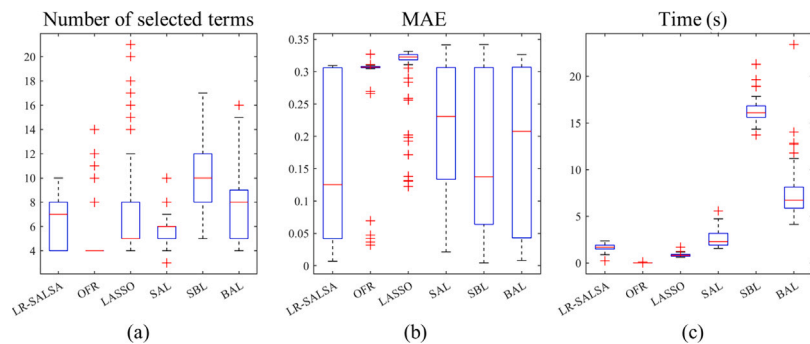 Number of selected terms
20
18
16
14
12
10
8
6
4
LR-SALSA
OFR
LASSO
SAL
SBL
BAL
(a)
MAE
0.35
0.3
0.25
0.2
0.15
0.1
0.05
0
LR-SALSA
OFR
LASSO
SAL
SBL
BAL
(b)
Time (s)
20
15
10
5
0
LR-SALSA
OFR
LASSO
SAL
SBL
BAL
(c)